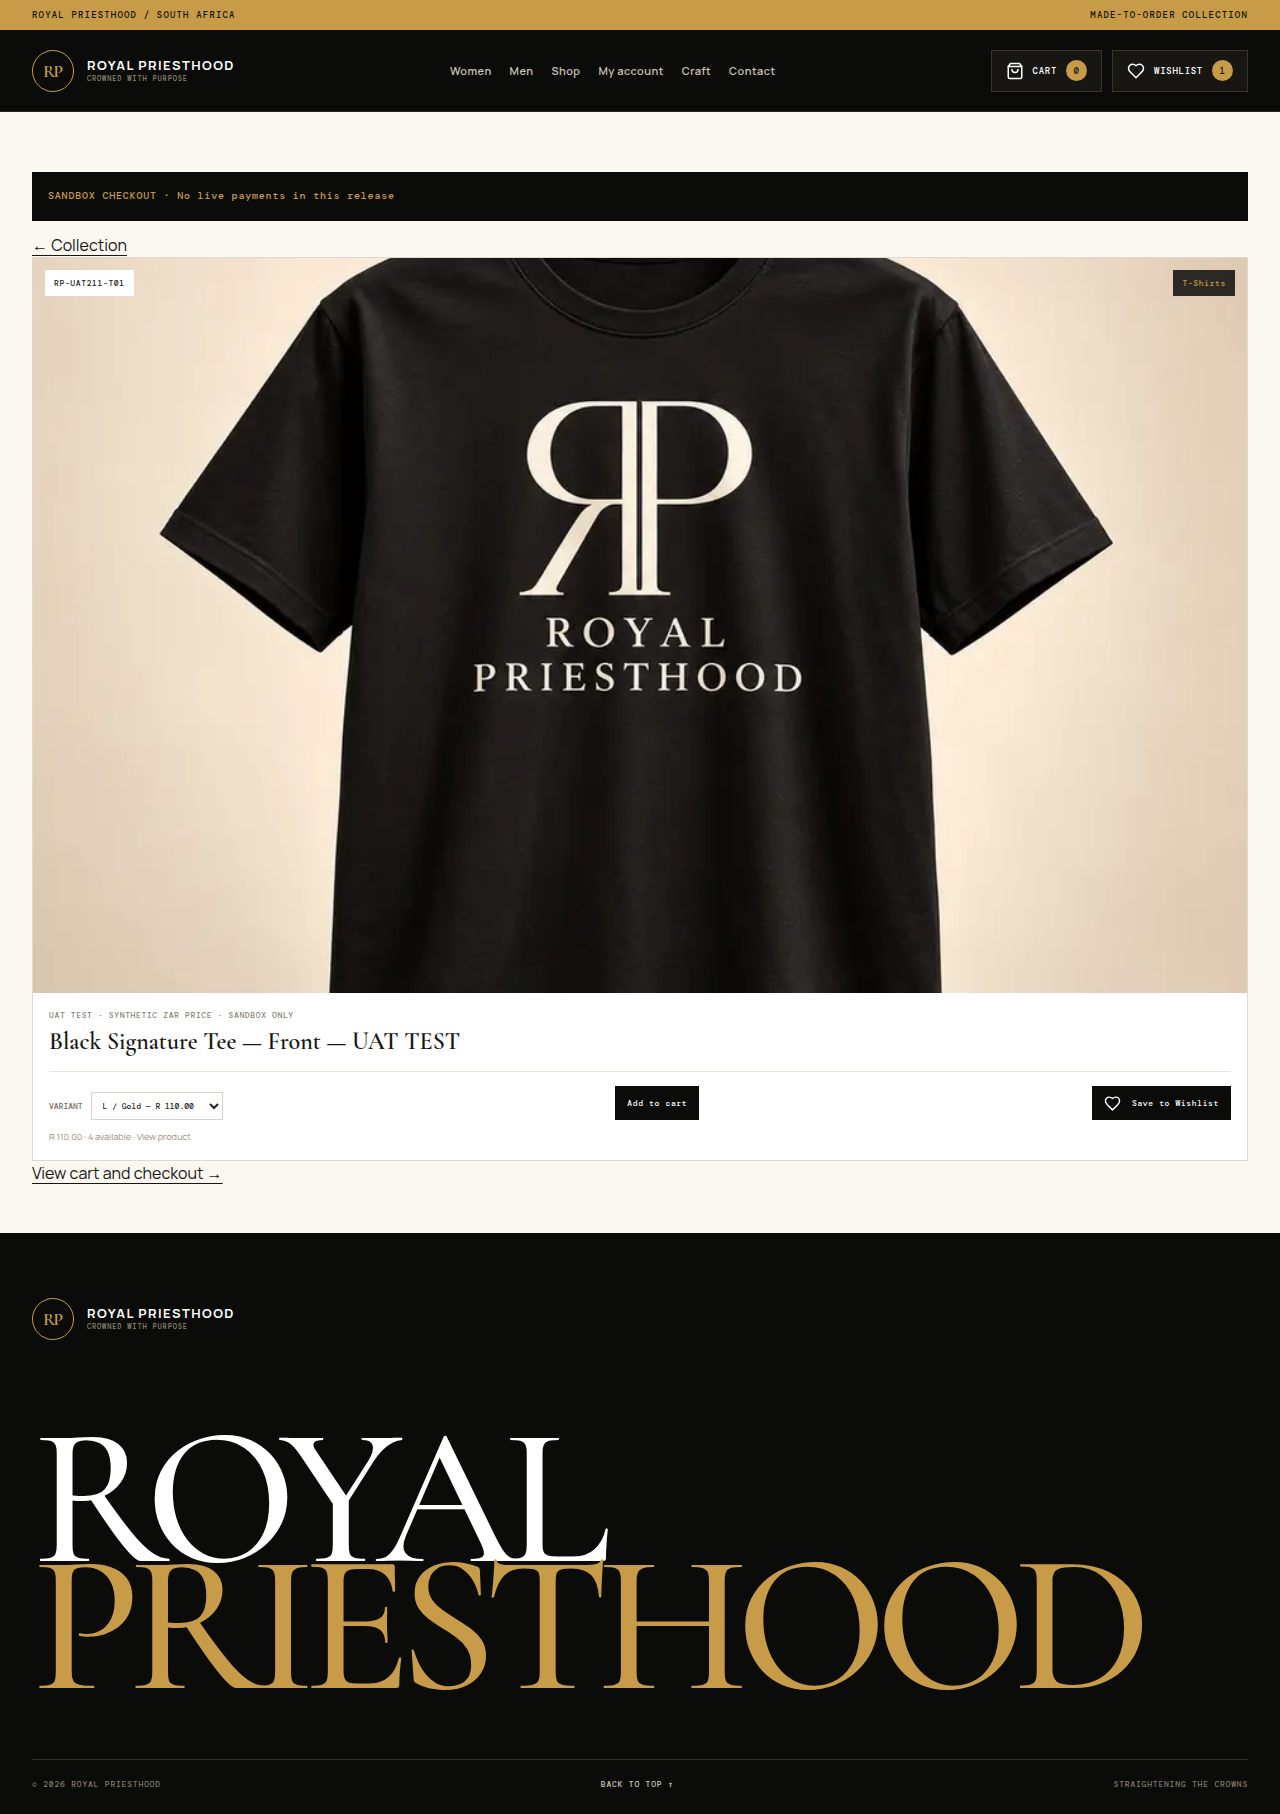 ROYAL PRIESTHOOD / SOUTH AFRICA
MADE-TO-ORDER COLLECTION
RP
ROYAL PRIESTHOOD
CROWNED WITH PURPOSE
Women Men Shop My account Craft Contact
CART 0
WISHLIST 1
SANDBOX CHECKOUT · No live payments in this release
← Collection
RP-UAT211-T01
T-Shirts
RP
ROYAL
PRIESTHOOD
UAT TEST · SYNTHETIC ZAR PRICE · SANDBOX ONLY
Black Signature Tee — Front — UAT TEST
VARIANT L / Gold — R 110.00
Add to cart
Save to Wishlist
R 110.00 · 4 available · View product
View cart and checkout →
RP
ROYAL PRIESTHOOD
CROWNED WITH PURPOSE
ROYAL
PRIESTHOOD
© 2026 ROYAL PRIESTHOOD
BACK TO TOP ↑
STRAIGHTENING THE CROWNS